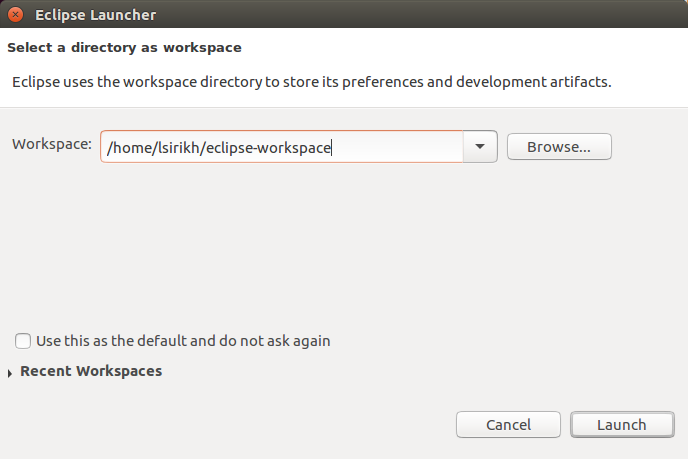 Eclipse Launcher
Select a directory as workspace
Eclipse uses the workspace directory to store its preferences and development artifacts.
Workspace: /home/lsirikh/eclipse-workspace Browse...
Use this as the default and do not ask again
Recent Workspaces
Cancel Launch